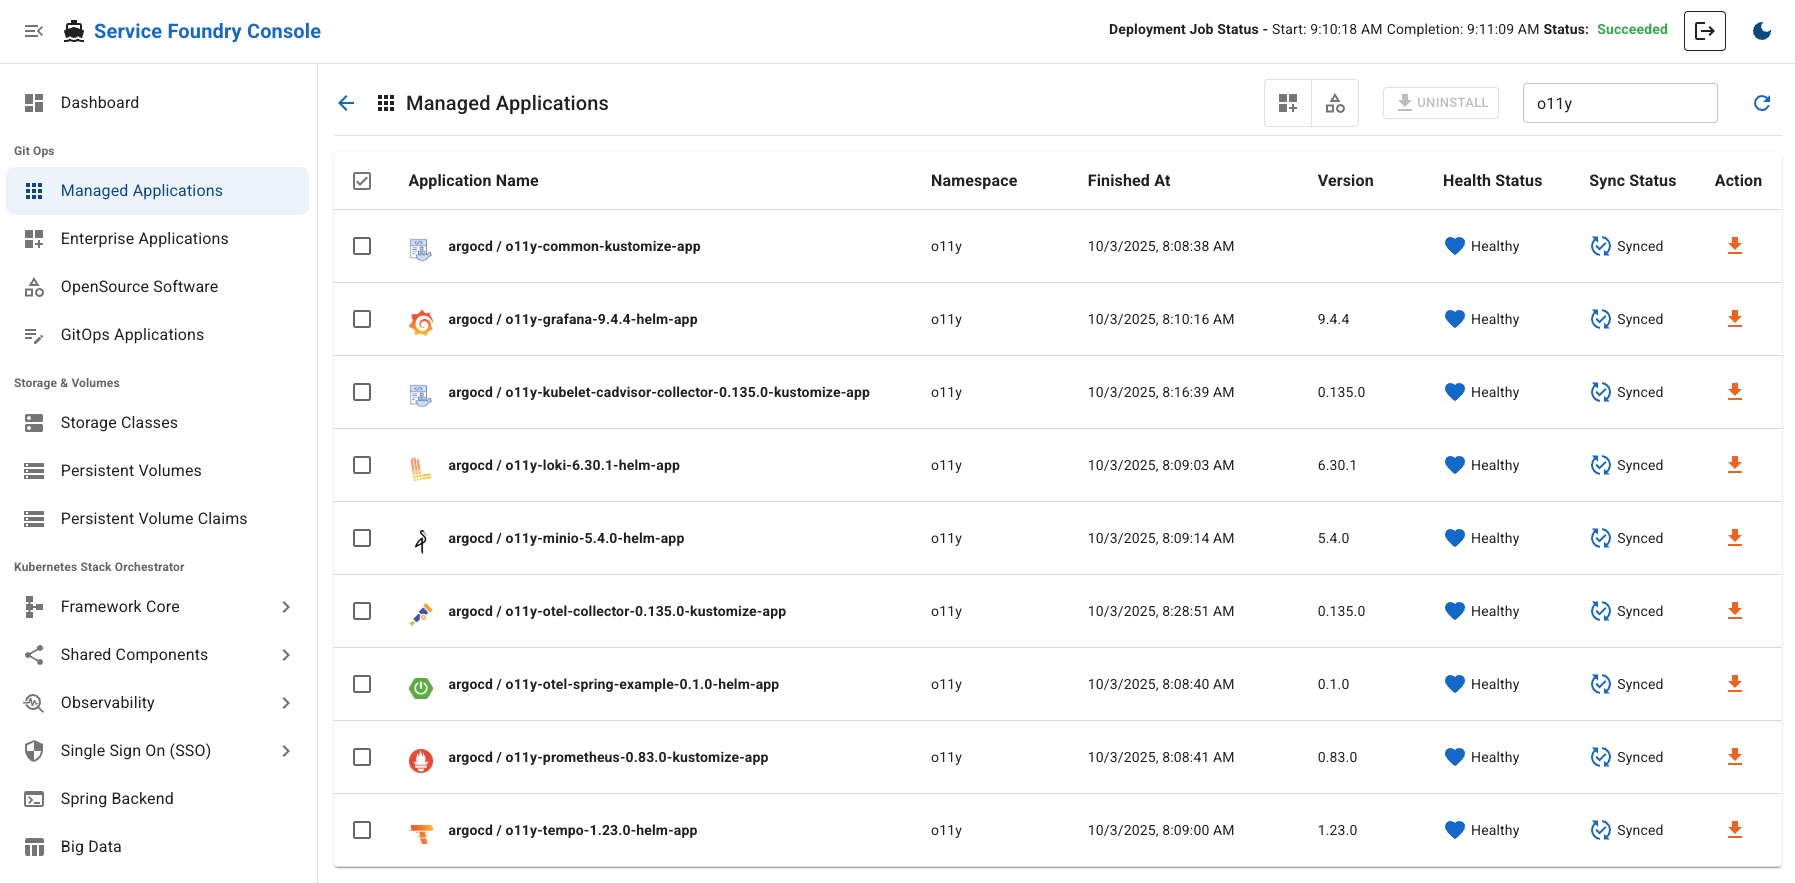 Service Foundry Console
Deployment Job Status - Start: 9:10:18 AM Completion: 9:11:09 AM Status: Succeeded
Dashboard
Git Ops
Managed Applications
Enterprise Applications
OpenSource Software
GitOps Applications
Storage & Volumes
Storage Classes
Persistent Volumes
Persistent Volume Claims
Kubernetes Stack Orchestrator
Framework Core
Shared Components
Observability
Single Sign On (SSO)
Spring Backend
Big Data
Managed Applications
UNINSTALL
o11y
Application Name Namespace Finished At Version Health Status Sync Status Action
argocd / o11y-common-kustomize-app o11y 10/3/2025, 8:08:38 AM Healthy Synced
argocd / o11y-grafana-9.4.4-helm-app o11y 10/3/2025, 8:10:16 AM 9.4.4 Healthy Synced
argocd / o11y-kubelet-cadvisor-collector-0.135.0-kustomize-app o11y 10/3/2025, 8:16:39 AM 0.135.0 Healthy Synced
argocd / o11y-loki-6.30.1-helm-app o11y 10/3/2025, 8:09:03 AM 6.30.1 Healthy Synced
argocd / o11y-minio-5.4.0-helm-app o11y 10/3/2025, 8:09:14 AM 5.4.0 Healthy Synced
argocd / o11y-otel-collector-0.135.0-kustomize-app o11y 10/3/2025, 8:28:51 AM 0.135.0 Healthy Synced
argocd / o11y-otel-spring-example-0.1.0-helm-app o11y 10/3/2025, 8:08:40 AM 0.1.0 Healthy Synced
argocd / o11y-prometheus-0.83.0-kustomize-app o11y 10/3/2025, 8:08:41 AM 0.83.0 Healthy Synced
argocd / o11y-tempo-1.23.0-helm-app o11y 10/3/2025, 8:09:00 AM 1.23.0 Healthy Synced